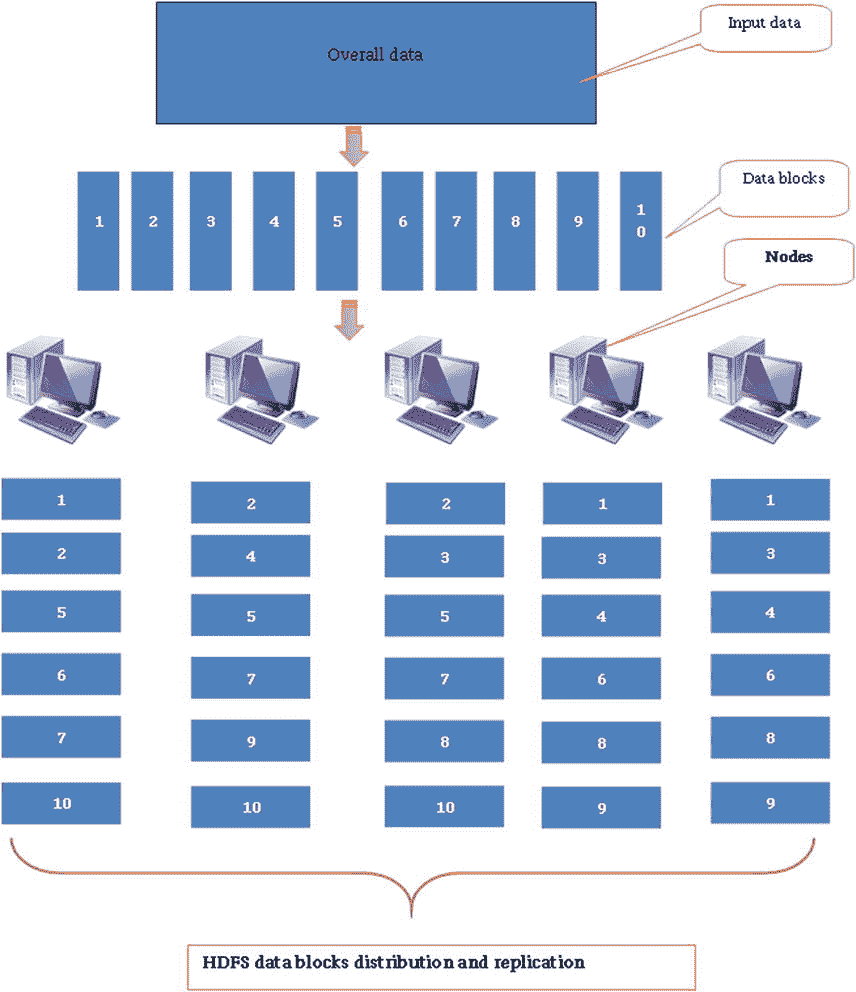 Input data
Overall data
Data blocks
1 2 3 4 5 6 7 8 9 1
0
Nodes
1 2 2 1 1
2 4 3 3 3
5 5 5 4 4
6 7 7 6 6
7 9 8 8 8
10 10 10 9 9
HDFS data blocks distribution and replication